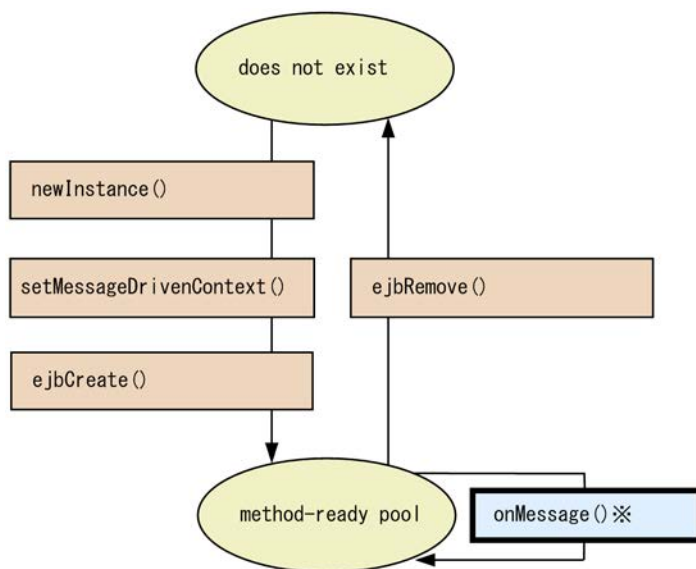 does not exist
newInstance()
setMessageDrivenContext()
ejbRemove()
ejbCreate()
method-ready pool
onMessage()※